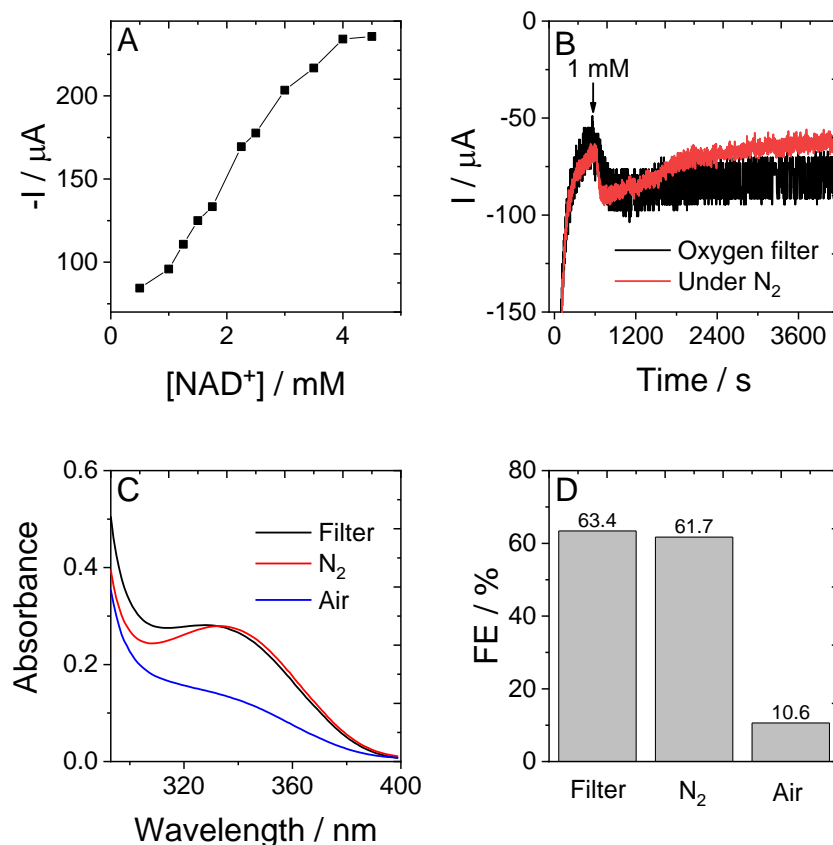 A
200
150
100
-I / μA
0
2
4
[NAD⁺] / mM
B
1 mM
0
-50
-100
-150
I / μA
Oxygen filter
Under N₂
0
1200
2400
3600
Time / s
C
0.6
0.4
0.2
0.0
Absorbance
Filter
N₂
Air
320
360
400
Wavelength / nm
D
80
60
40
20
0
FE / %
63.4
61.7
10.6
Filter
N₂
Air